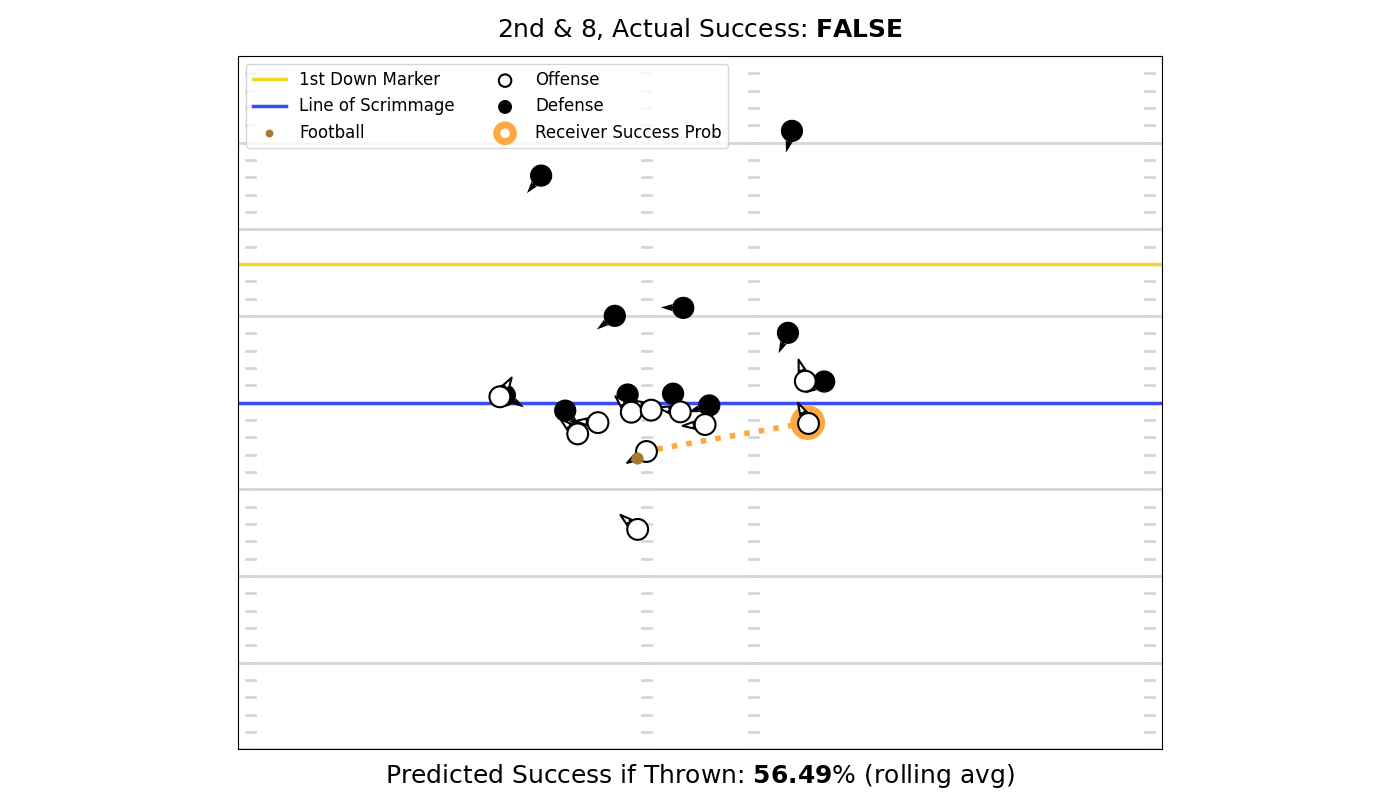 2nd & 8, Actual Success: FALSE
1st Down Marker
Line of Scrimmage
Football
Offense
Defense
Receiver Success Prob
Predicted Success if Thrown: 56.49% (rolling avg)